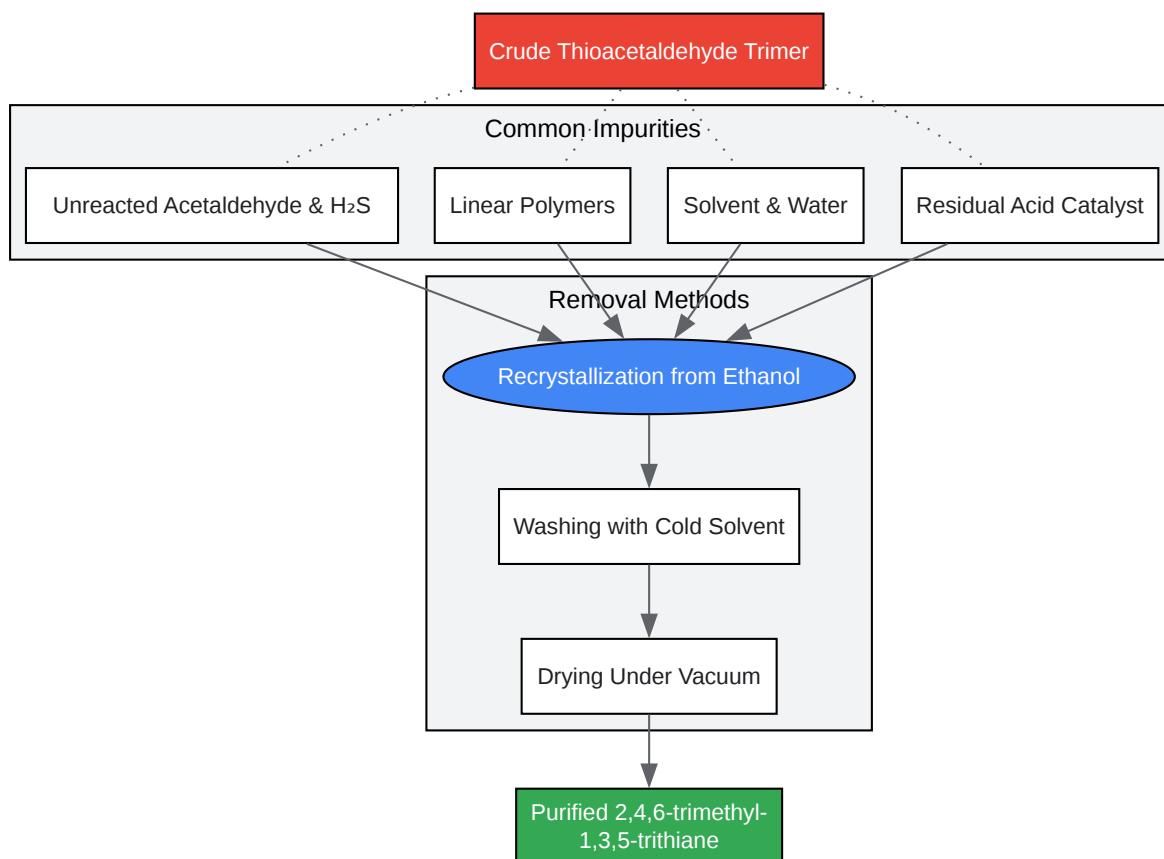 Crude Thioacetaldehyde Trimer
Common Impurities
Unreacted Acetaldehyde & H₂S
Linear Polymers
Solvent & Water
Residual Acid Catalyst
Removal Methods
Recrystallization from Ethanol
Washing with Cold Solvent
Drying Under Vacuum
Purified 2,4,6-trimethyl-
1,3,5-trithiane